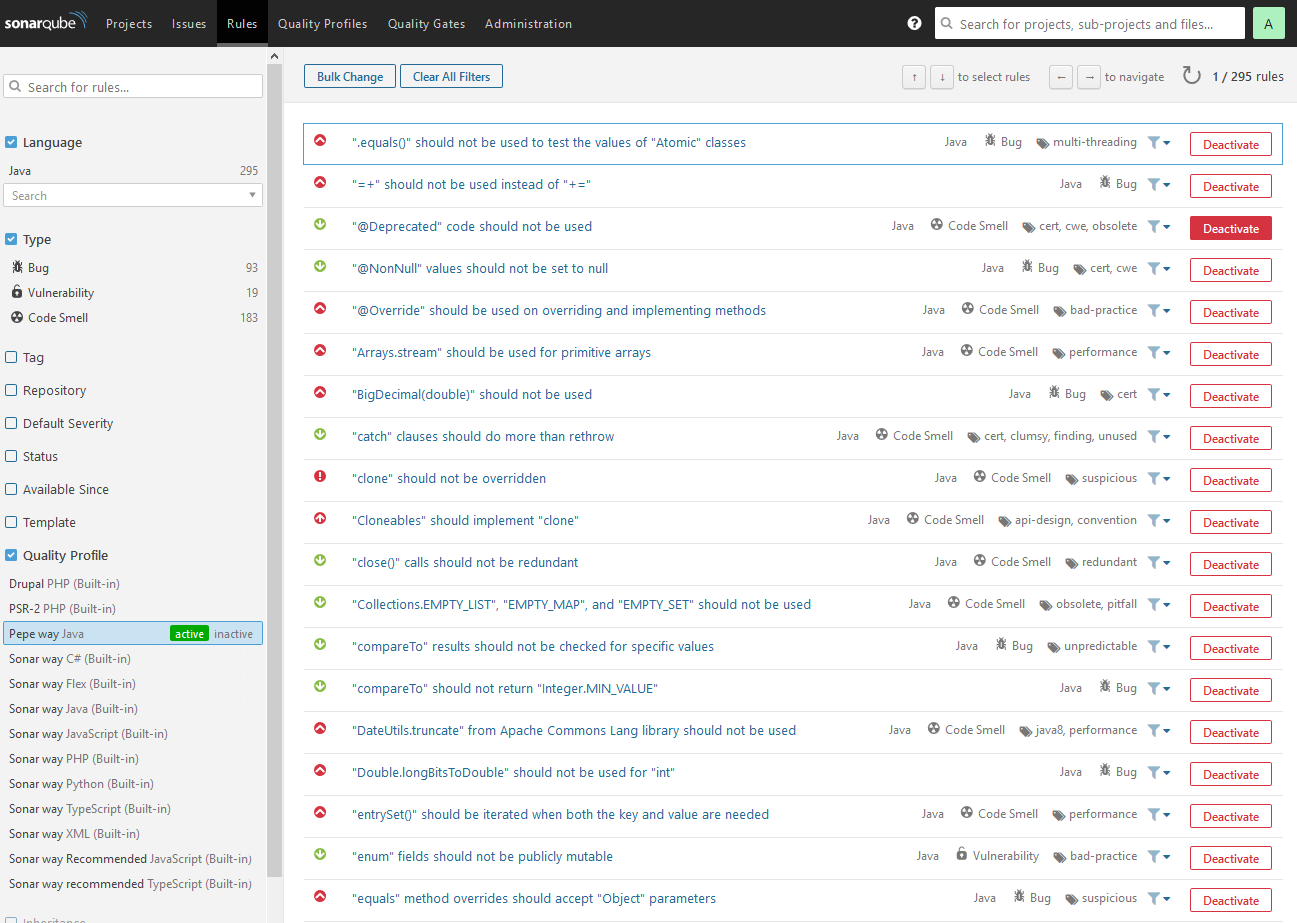 sonarqube Projects Issues Rules Quality Profiles Quality Gates Administration ? Search for projects, sub-projects and files... A
Search for rules...
Language
Java 295
Search
Type
Bug 93
Vulnerability 19
Code Smell 183
Tag
Repository
Default Severity
Status
Available Since
Template
Quality Profile
Drupal PHP (Built-in)
PSR-2 PHP (Built-in)
Pepe way Java active inactive
Sonar way C# (Built-in)
Sonar way Flex (Built-in)
Sonar way Java (Built-in)
Sonar way JavaScript (Built-in)
Sonar way PHP (Built-in)
Sonar way Python (Built-in)
Sonar way TypeScript (Built-in)
Sonar way XML (Built-in)
Sonar way Recommended JavaScript (Built-in)
Sonar way recommended TypeScript (Built-in)
Inheritance
Bulk Change Clear All Filters ↑ ↓ to select rules ← → to navigate 1 / 295 rules
".equals()" should not be used to test the values of "Atomic" classes Java Bug multi-threading Deactivate
"=+" should not be used instead of "+=" Java Bug Deactivate
"@Deprecated" code should not be used Java Code Smell cert, cwe, obsolete Deactivate
"@NonNull" values should not be set to null Java Bug cert, cwe Deactivate
"@Override" should be used on overriding and implementing methods Java Code Smell bad-practice Deactivate
"Arrays.stream" should be used for primitive arrays Java Code Smell performance Deactivate
"BigDecimal(double)" should not be used Java Bug cert Deactivate
"catch" clauses should do more than rethrow Java Code Smell cert, clumsy, finding, unused Deactivate
"clone" should not be overridden Java Code Smell suspicious Deactivate
"Cloneables" should implement "clone" Java Code Smell api-design, convention Deactivate
"close()" calls should not be redundant Java Code Smell redundant Deactivate
"Collections.EMPTY_LIST", "EMPTY_MAP", and "EMPTY_SET" should not be used Java Code Smell obsolete, pitfall Deactivate
"compareTo" results should not be checked for specific values Java Bug unpredictable Deactivate
"compareTo" should not return "Integer.MIN_VALUE" Java Bug Deactivate
"DateUtils.truncate" from Apache Commons Lang library should not be used Java Code Smell java8, performance Deactivate
"Double.longBitsToDouble" should not be used for "int" Java Bug Deactivate
"entrySet()" should be iterated when both the key and value are needed Java Code Smell performance Deactivate
"enum" fields should not be publicly mutable Java Vulnerability bad-practice Deactivate
"equals" method overrides should accept "Object" parameters Java Bug suspicious Deactivate